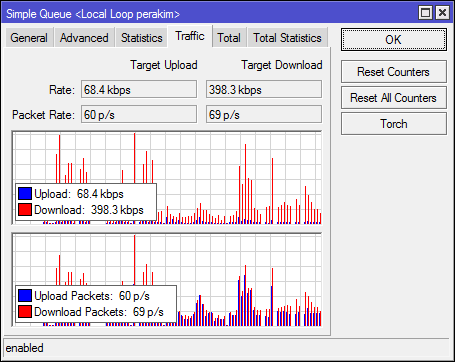 Simple Queue <Local Loop perakim>
General Advanced Statistics Traffic Total Total Statistics
OK
Target Upload Target Download
Rate: 68.4 kbps 398.3 kbps
Reset Counters
Packet Rate: 60 p/s 69 p/s
Reset All Counters
Torch
Upload: 68.4 kbps
Download: 398.3 kbps
Upload Packets: 60 p/s
Download Packets: 69 p/s
enabled